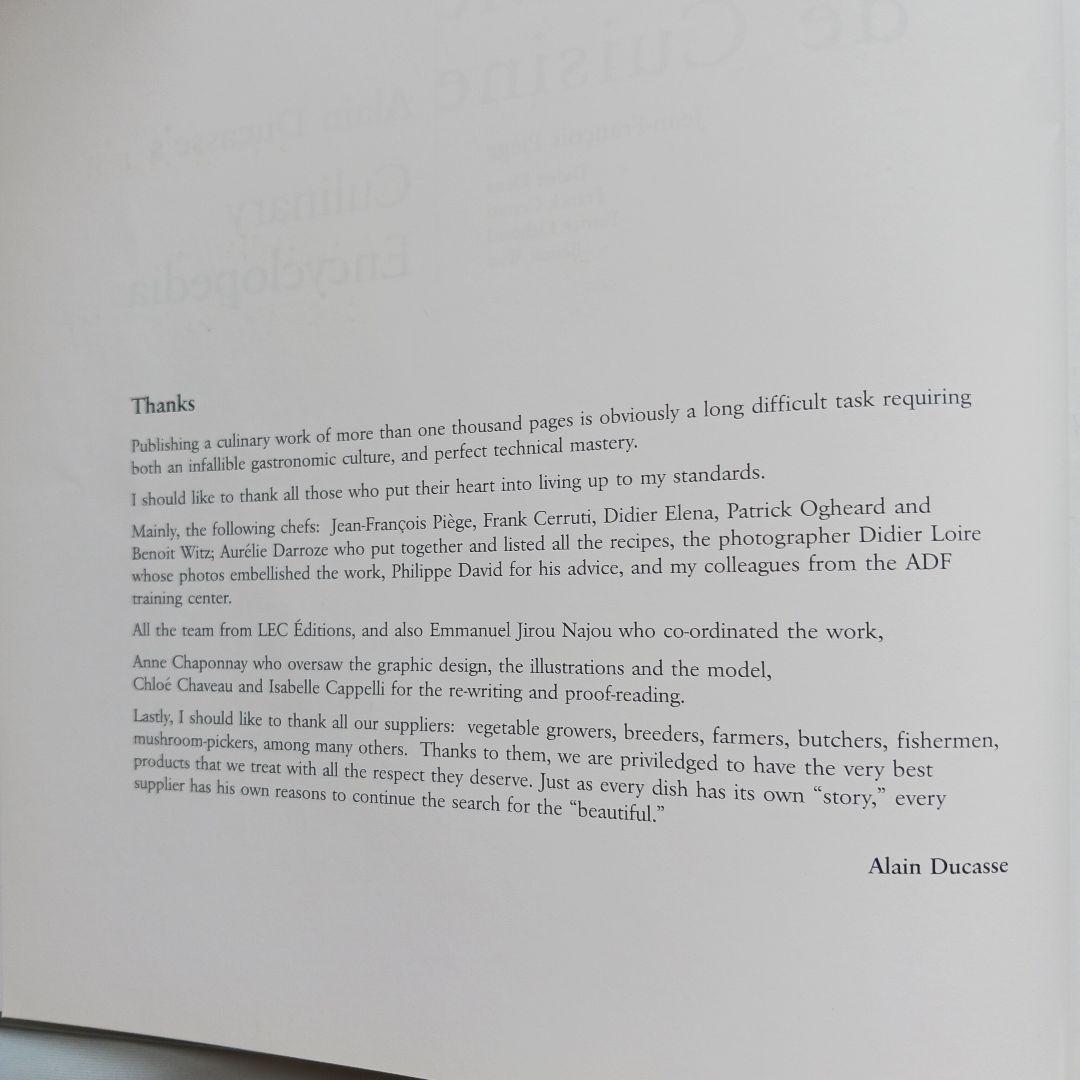 de Cuisine
Alain Ducasse's
Culinary
Encyclopedia
Jean-François Piège
Thanks
Publishing a culinary work of more than one thousand pages is obviously a long difficult task requiring
both an infallible gastronomic culture, and perfect technical mastery.
I should like to thank all those who put their heart into living up to my standards.
Mainly, the following chefs: Jean-François Piège, Frank Cerruti, Didier Elena, Patrick Ogheard and
Benoit Witz; Aurélie Darroze who put together and listed all the recipes, the photographer Didier Loire
whose photos embellished the work, Philippe David for his advice, and my colleagues from the ADF
training center.
All the team from LEC Éditions, and also Emmanuel Jirou Najou who co-ordinated the work,
Anne Chaponnay who oversaw the graphic design, the illustrations and the model,
Chloé Chaveau and Isabelle Cappelli for the re-writing and proof-reading.
Lastly, I should like to thank all our suppliers: vegetable growers, breeders, farmers, butchers, fishermen,
mushroom-pickers, among many others. Thanks to them, we are priviledged to have the very best
products that we treat with all the respect they deserve. Just as every dish has its own “story,” every
supplier has his own reasons to continue the search for the “beautiful.”
Alain Ducasse